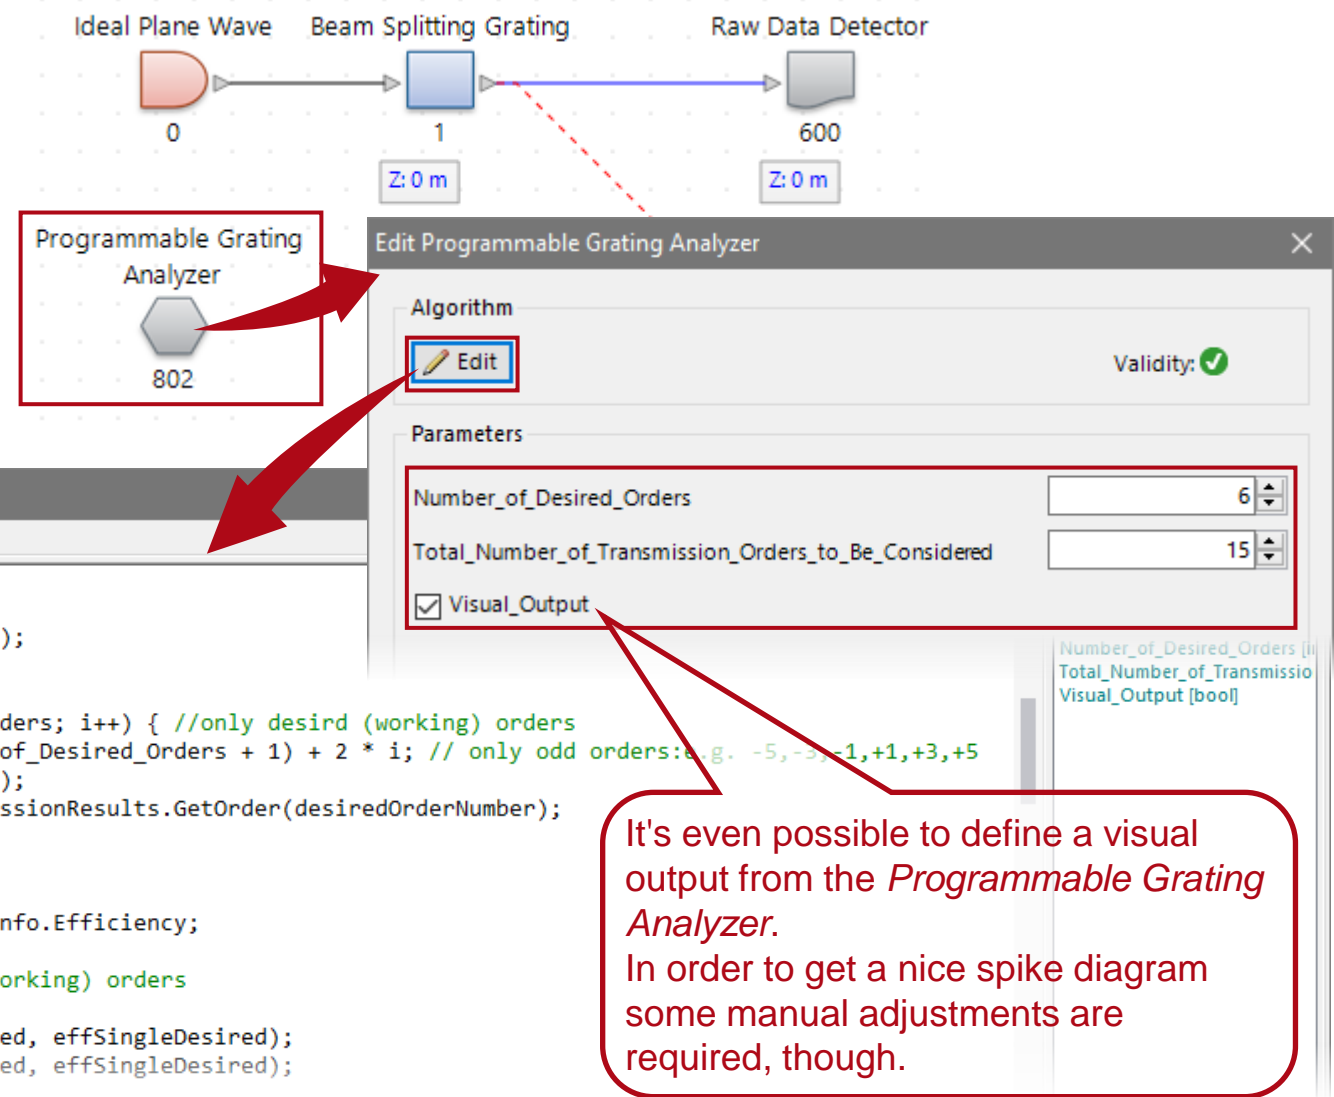 Ideal Plane Wave Beam Splitting Grating Raw Data Detector
0 1 600
Z: 0 m Z: 0 m
Programmable Grating
Analyzer
802
Edit Programmable Grating Analyzer
Algorithm
Edit Validity:
Parameters
Number_of_Desired_Orders 6
Total_Number_of_Transmission_Orders_to_Be_Considered 15
Visual_Output
Number_of_Desired_Orders [i
Total_Number_of_Transmissio
Visual_Output [bool]
);
ders; i++) { //only desird (working) orders
of_Desired_Orders + 1) + 2 * i; // only odd orders:e.g. -5,-3,-1,+1,+3,+5
);
ssionResults.GetOrder(desiredOrderNumber);
nfo.Efficiency;
orking) orders
ed, effSingleDesired);
ed, effSingleDesired);
It's even possible to define a visual
output from the Programmable Grating
Analyzer.
In order to get a nice spike diagram
some manual adjustments are
required, though.